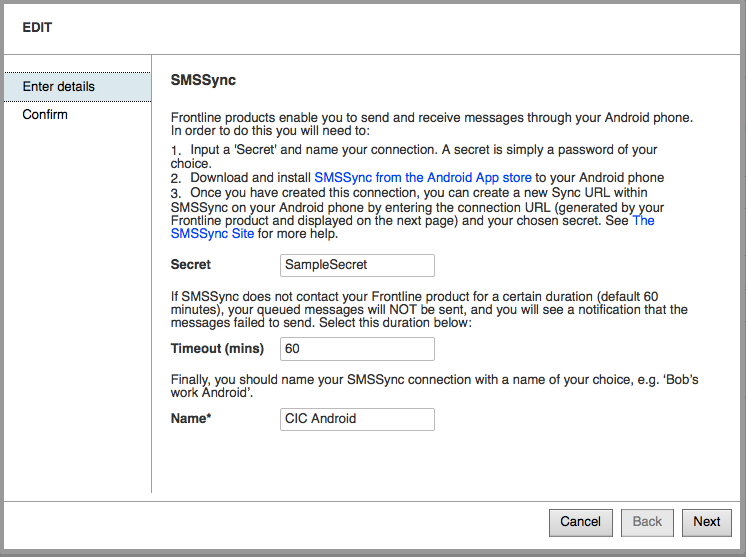 EDIT
Enter details
Confirm
SMSSync
Frontline products enable you to send and receive messages through your Android phone.
In order to do this you will need to:
1. Input a 'Secret' and name your connection. A secret is simply a password of your
choice.
2. Download and install SMSSync from the Android App store to your Android phone
3. Once you have created this connection, you can create a new Sync URL within
SMSSync on your Android phone by entering the connection URL (generated by your
Frontline product and displayed on the next page) and your chosen secret. See The
SMSSync Site for more help.
Secret SampleSecret
If SMSSync does not contact your Frontline product for a certain duration (default 60
minutes), your queued messages will NOT be sent, and you will see a notification that the
messages failed to send. Select this duration below:
Timeout (mins) 60
Finally, you should name your SMSSync connection with a name of your choice, e.g. ‘Bob’s
work Android’.
Name* CIC Android
Cancel Back Next